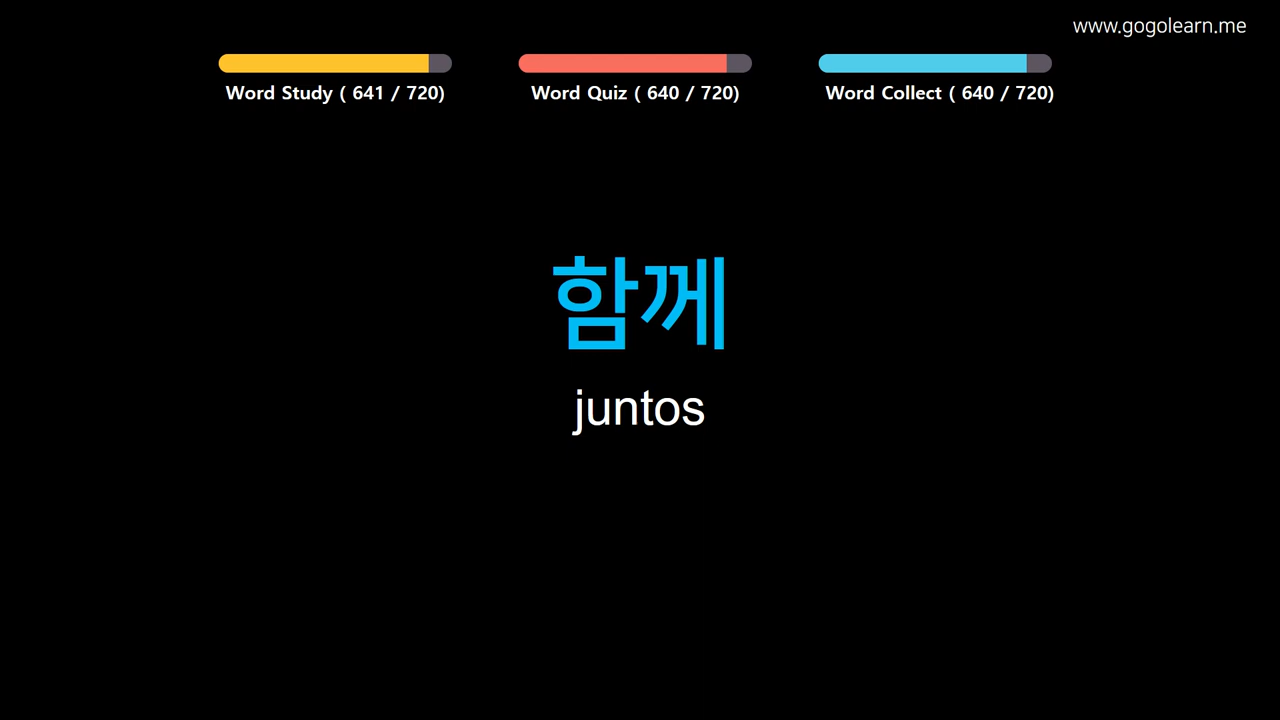 www.gogolearn.me
Word Study ( 641 / 720)
Word Quiz ( 640 / 720)
Word Collect ( 640 / 720)
함께
juntos